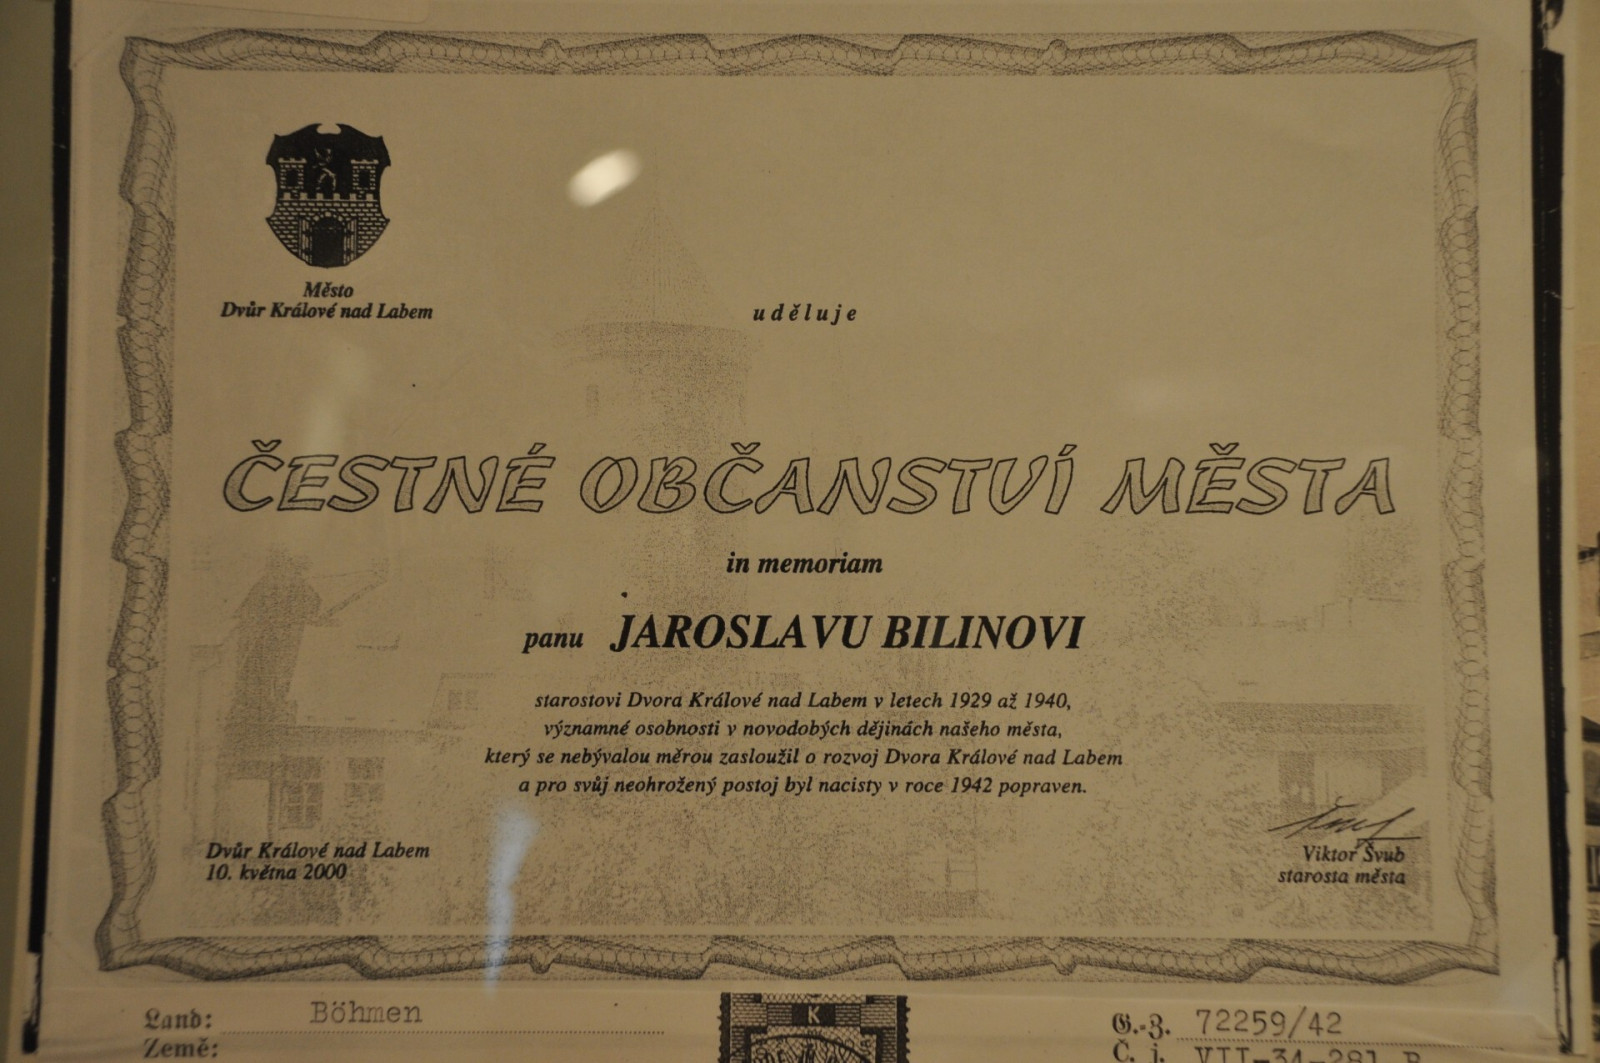 Město
Dvůr Králové nad Labem
uděluje
ČESTNÉ OBČANSTVÍ MĚSTA
in memoriam
panu JAROSLAVU BILINOVI
starostovi Dvora Králové nad Labem v letech 1929 až 1940,
významné osobnosti v novodobých dějinách našeho města,
který se nebývalou měrou zasloužil o rozvoj Dvora Králové nad Labem
a pro svůj neohrožený postoj byl nacisty v roce 1942 popraven.
Dvůr Králové nad Labem
10. května 2000
Viktor Švub
starosta města
Land: Böhmen
Země:
K
G.-Z. 72259/42
Č. j. VII-34-281